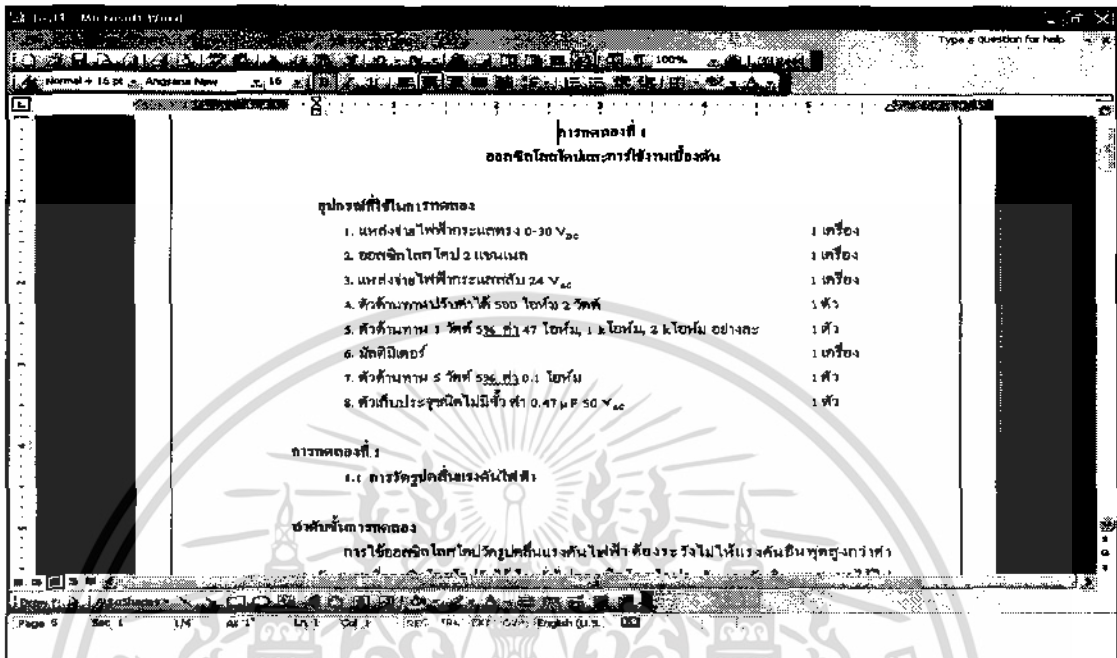 Microsoft Word
Type a question for help
100%
Normal + 16 pt Angsana New 16
การทดลองที่ 1
ออสซิลโลสโคปและการใช้งานเบื้องต้น
อุปกรณ์ที่ใช้ในการทดลอง
1. แหล่งจ่ายไฟฟ้ากระแสตรง 0-30 V_DC 1 เครื่อง
2. ออสซิลโลสโคป 2 แชนเนล 1 เครื่อง
3. แหล่งจ่ายไฟฟ้ากระแสสลับ 24 V_ac 1 เครื่อง
4. ตัวต้านทานปรับค่าได้ 500 โอห์ม 2 วัตต์ 1 ตัว
5. ตัวต้านทาน 1 วัตต์ 5% ค่า 47 โอห์ม, 1 kโอห์ม, 2 kโอห์ม อย่างละ 1 ตัว
6. มัลติมิเตอร์ 1 เครื่อง
7. ตัวต้านทาน 5 วัตต์ 5% ค่า 0.1 โอห์ม 1 ตัว
8. ตัวเก็บประจุชนิดไม่มีขั้ว ค่า 0.47 μF 50 V_ac 1 ตัว
การทดลองที่ 1
1.1 การวัดรูปคลื่นแรงดันไฟฟ้า
ลำดับขั้นการทดลอง
การใช้ออสซิลโลสโคปวัดรูปคลื่นแรงดันไฟฟ้า ต้องระวังไม่ให้แรงดันอินพุตสูงกว่าค่า
Page 6 Sec 1 1/4 At 1" Ln 1 Col 1 REC TRK EXT OVR English (U.S.